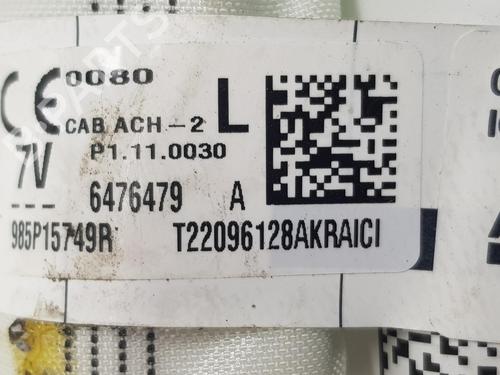 CE 0080
CAB ACH-2 L
7V P1.11.0030
6476479 A
985P15749R T22096128AKRAICI